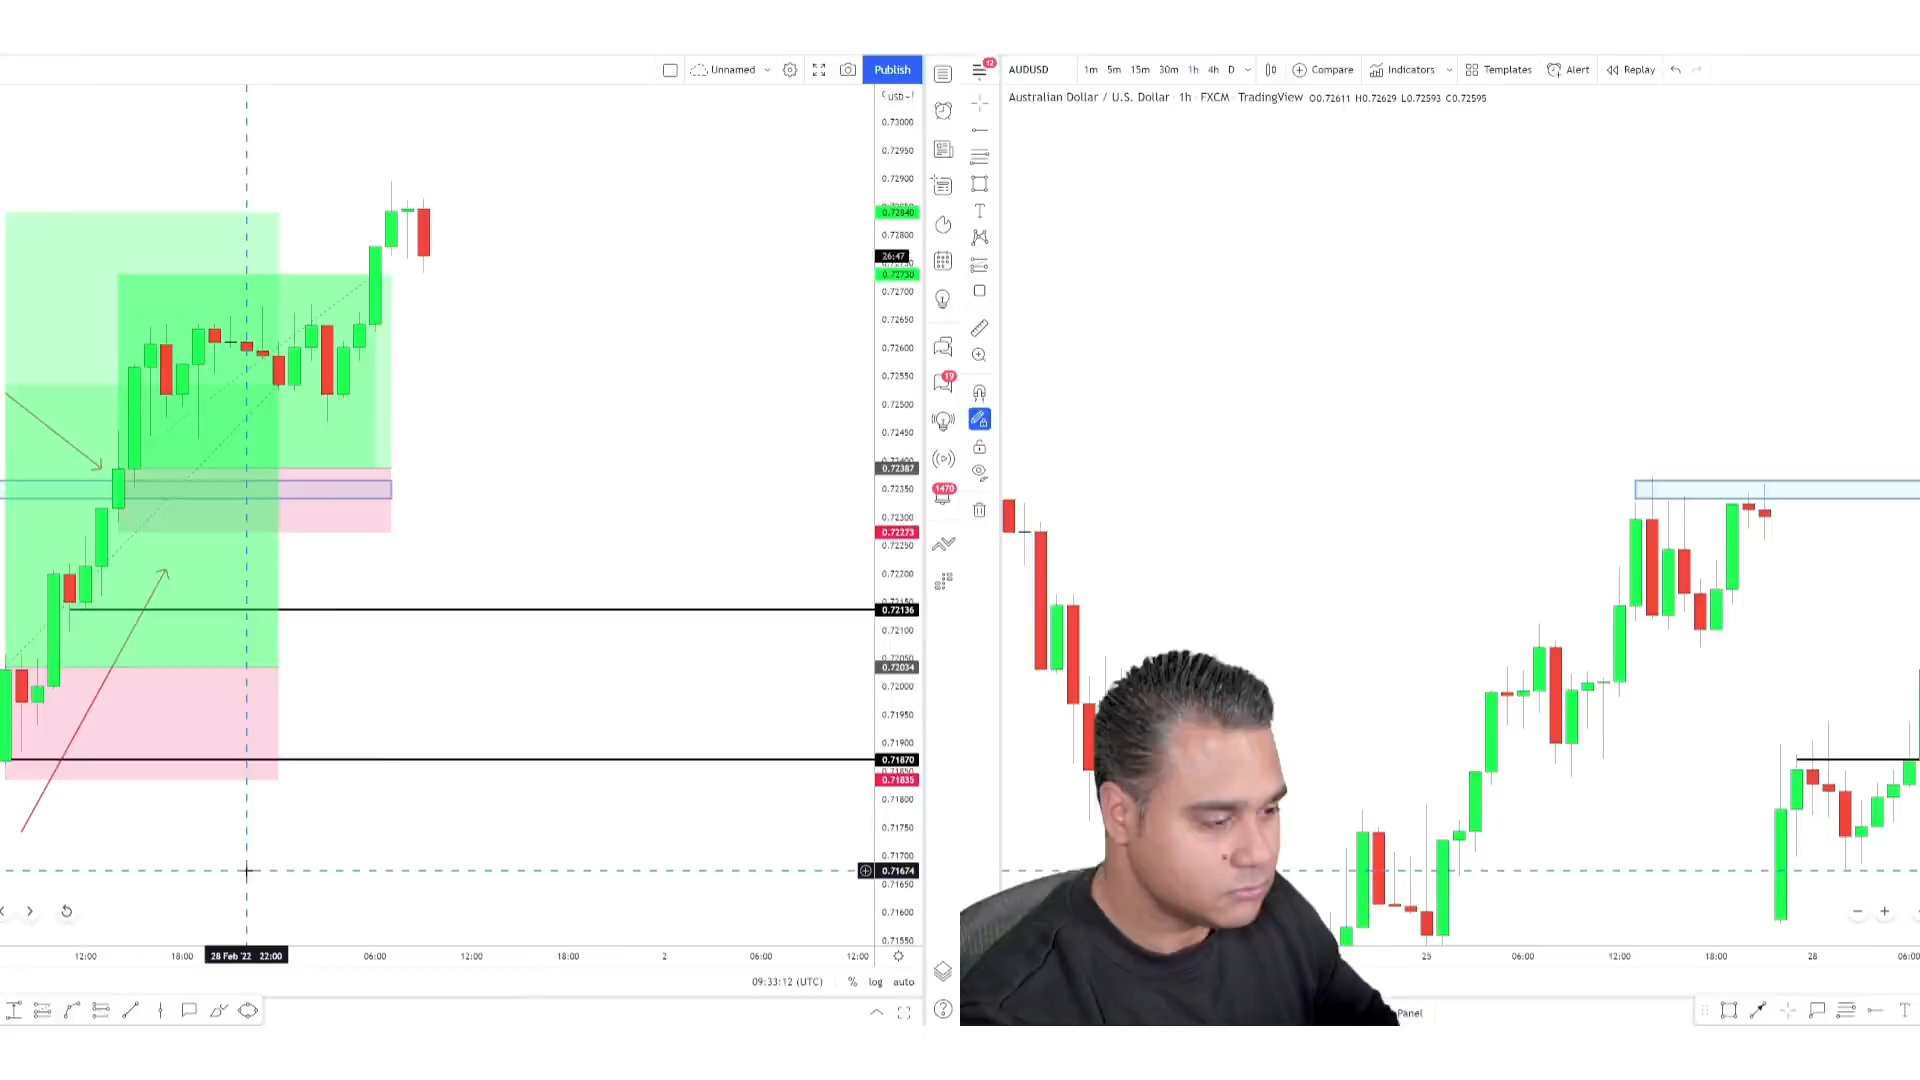 Unnamed
Publish
12
AUDUSD
1m 5m 15m 30m 1h 4h D
Compare
Indicators
Templates
Alert
Replay
Australian Dollar / U.S. Dollar · 1h · FXCM · TradingView O0.72611 H0.72629 L0.72593 C0.72595
USD
0.73000
0.72950
0.72900
0.72840
0.72800
26:47
0.72730
0.72700
0.72650
0.72600
0.72550
0.72500
0.72450
0.72387
0.72350
0.72300
0.72273
0.72250
0.72200
0.72136
0.72100
0.72034
0.72000
0.71950
0.71900
0.71870
0.71835
0.71800
0.71750
0.71700
0.71674
0.71650
0.71600
0.71550
19
1470
12:00 18:00 28 Feb '22 22:00 06:00 12:00 18:00 2 06:00 12:00
25 06:00 12:00 18:00 28 06:00
09:33:12 (UTC) % log auto
Panel